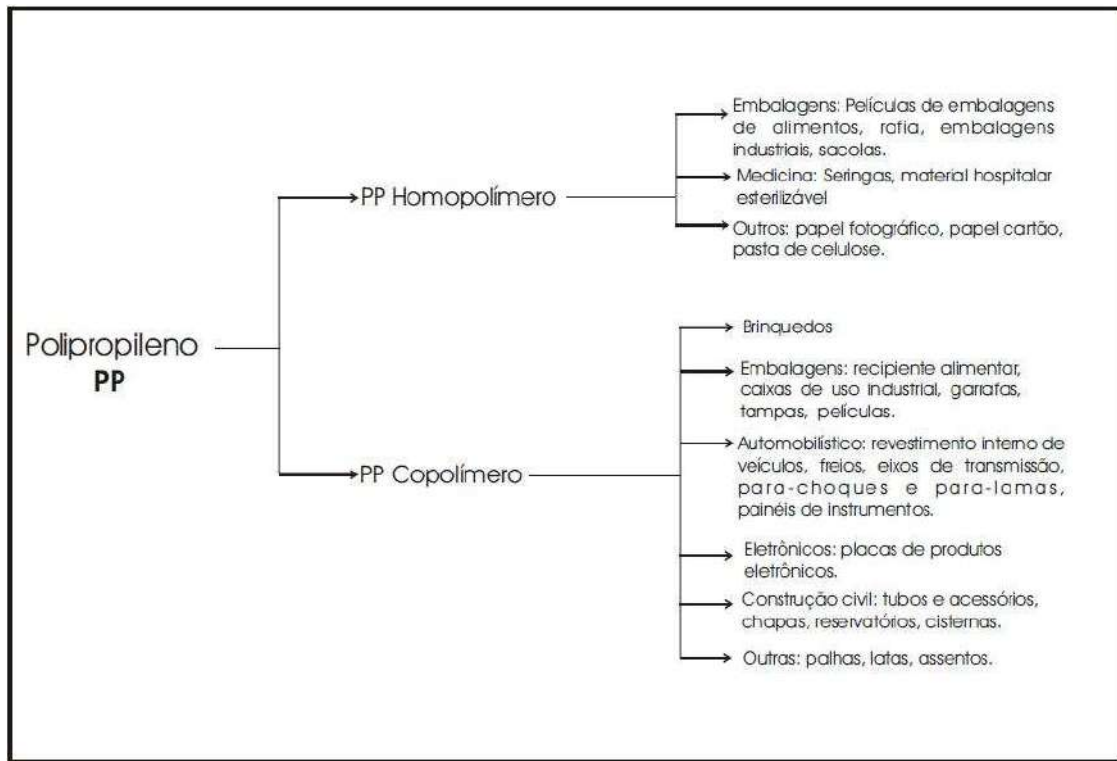 Polipropileno
PP
PP Homopolímero
Embalagens: Películas de embalagens
de alimentos, rafia, embalagens
industriais, sacolas.
Medicina: Seringas, material hospitalar
esterilizável
Outros: papel fotográfico, papel cartão,
pasta de celulose.
PP Copolímero
Brinquedos
Embalagens: recipiente alimentar,
caixas de uso industrial, garrafas,
tampas, películas.
Automobilístico: revestimento interno de
veículos, freios, eixos de transmissão,
para-choques e para-lamas,
painéis de instrumentos.
Eletrônicos: placas de produtos
eletrônicos.
Construção civil: tubos e acessórios,
chapas, reservatórios, cisternas.
Outras: palhas, latas, assentos.